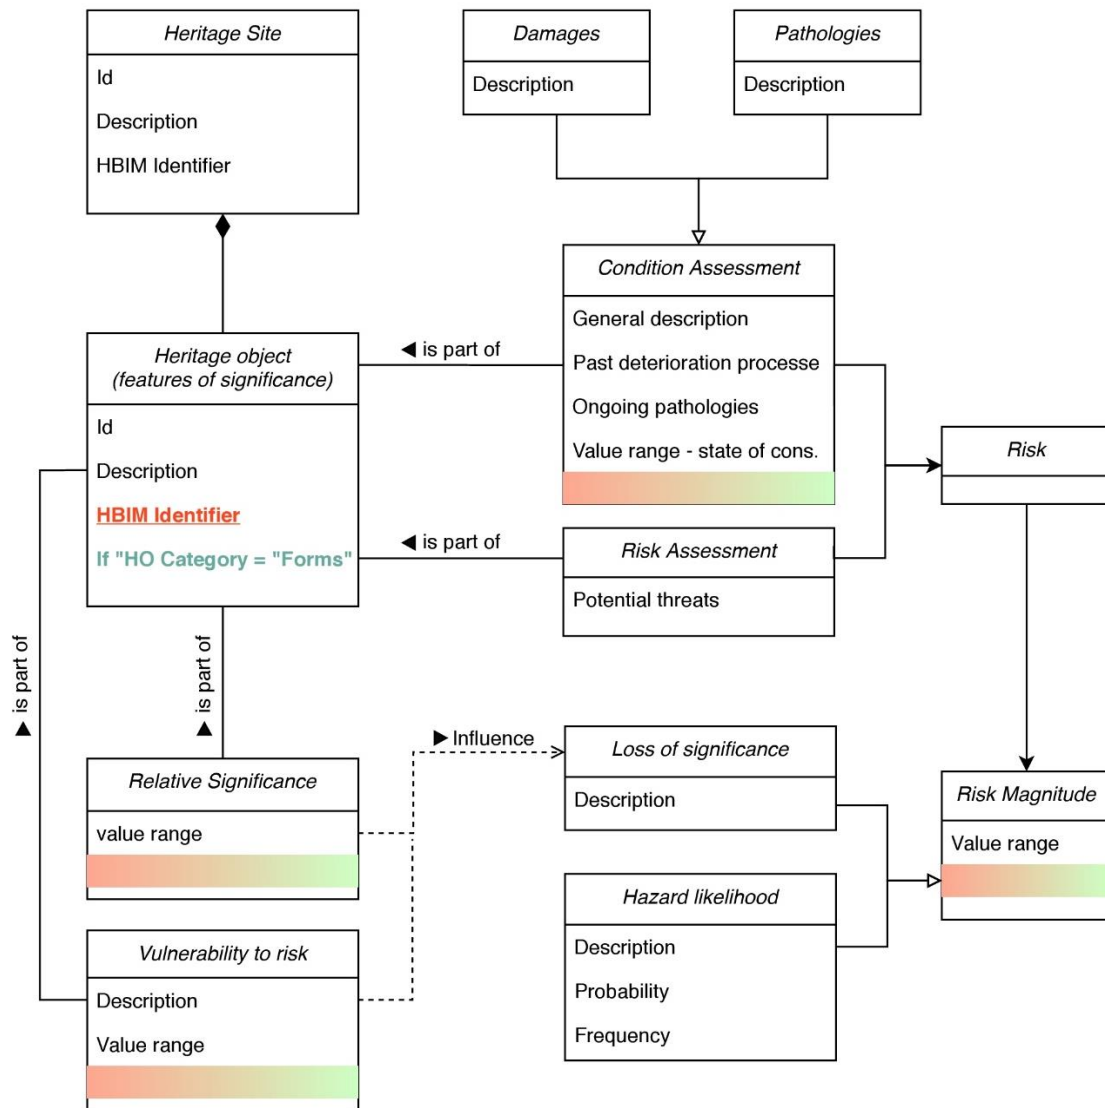 Heritage Site
Id
Description
HBIM Identifier
Damages
Description
Pathologies
Description
Condition Assessment
General description
Past deterioration processe
Ongoing pathologies
Value range - state of cons.
◀ is part of
Heritage object
(features of significance)
Id
Description
HBIM Identifier
If "HO Category = "Forms"
◀ is part of
Risk Assessment
Potential threats
Risk
▶ is part of
▶ is part of
Relative Significance
value range
▶ Influence
Loss of significance
Description
Risk Magnitude
Value range
Hazard likelihood
Description
Probability
Frequency
Vulnerability to risk
Description
Value range